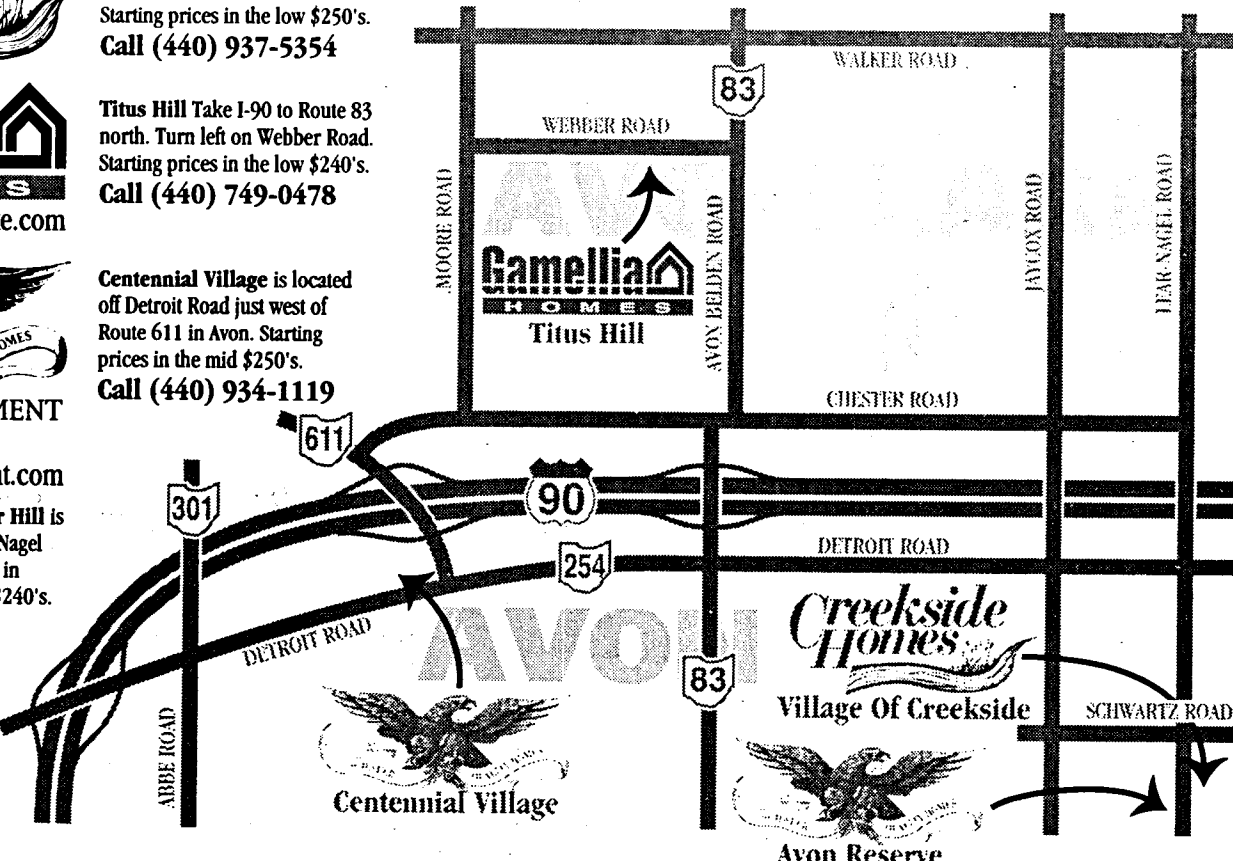 Starting prices in the low $250's.
Call (440) 937-5354
Titus Hill Take I-90 to Route 83
north. Turn left on Webber Road.
Starting prices in the low $240's.
Call (440) 749-0478
S
e.com
Centennial Village is located
off Detroit Road just west of
Route 611 in Avon. Starting
prices in the mid $250's.
Call (440) 934-1119
OMES
MENT
nt.com
r Hill is
Nagel
in
$240's.
WALKER ROAD
83
WEBBER ROAD
AVON
MOORE ROAD
AVON BELDEN ROAD
JAYCOX ROAD
LEAR-NAGEL ROAD
Gamellia
HOMES
Titus Hill
CHESTER ROAD
611
301
90
DETROIT ROAD
254
DETROIT ROAD
AVON
83
Creekside
Homes
Village Of Creekside
SCHWARTZ ROAD
ABBE ROAD
Centennial Village
Avon Reserve